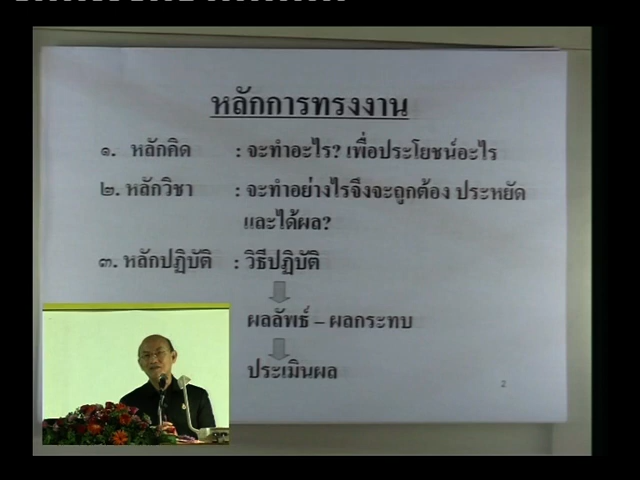 หลักการทรงงาน
๑. หลักคิด : จะทำอะไร? เพื่อประโยชน์อะไร
๒. หลักวิชา : จะทำอย่างไรจึงจะถูกต้อง ประหยัด
และได้ผล?
๓. หลักปฏิบัติ : วิธีปฏิบัติ
ผลลัพธ์ – ผลกระทบ
ประเมินผล
2